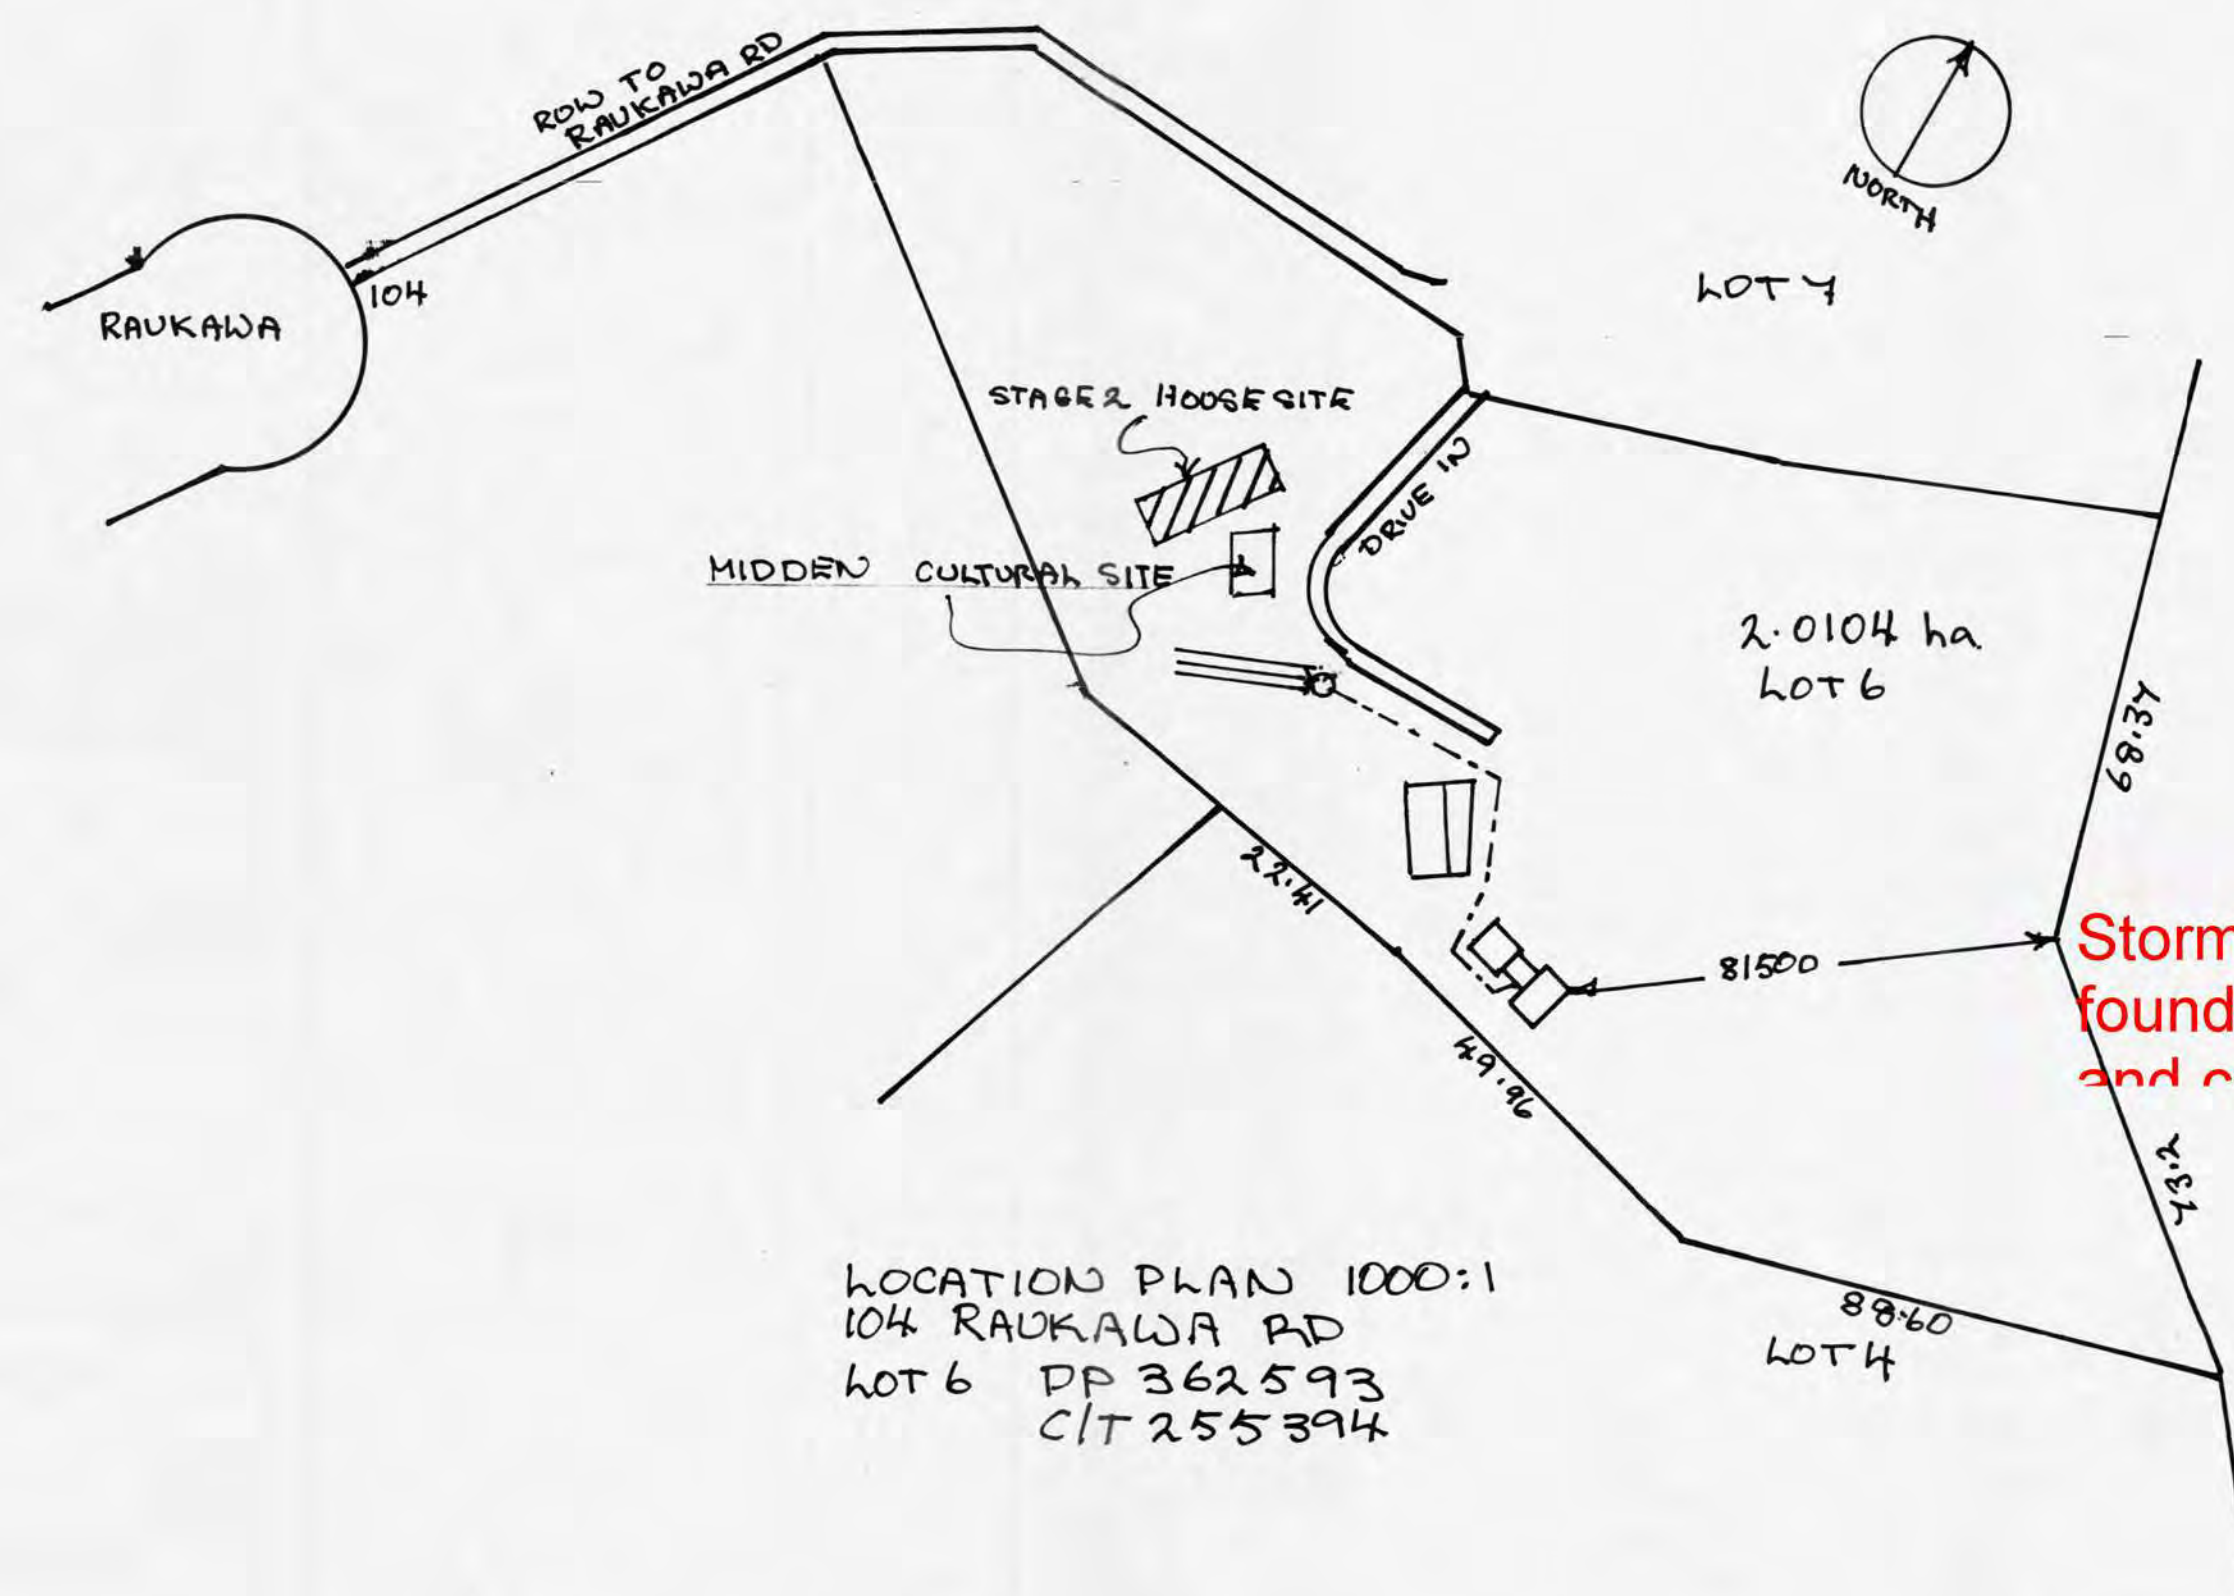 ROW TO
RAUKAWA RD
NORTH
104
RAUKAWA
LOT 7
STAGE 2 HOUSE SITE
DRIVE IN
MIDDEN CULTURAL SITE
2.0104 ha.
LOT 6
68.37
22.41
81500
Storm
found
and c
49.96
73.2
LOCATION PLAN 1000:1
104 RAUKAWA RD
LOT 6 DP 362593
C/T 255394
88.60
LOT 4